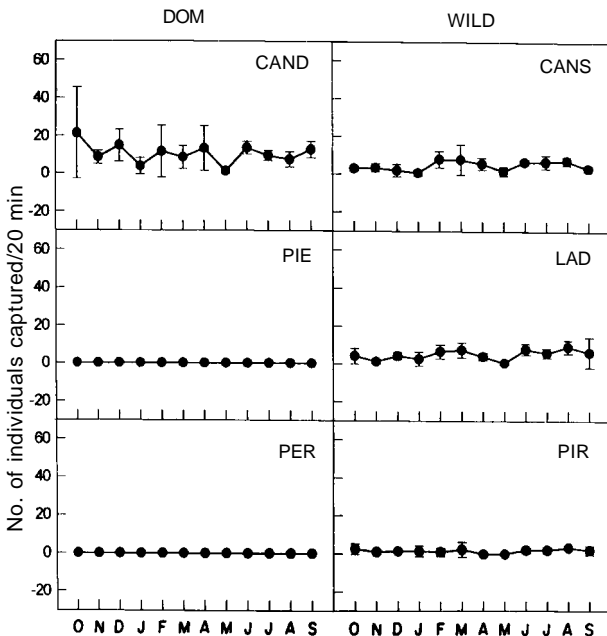 DOM WILD
No. of individuals captured/20 min
60 CAND CANS
40
20
0
-20
60 PIE LAD
40
20
0
-20
60 PER PIR
40
20
0
-20
O N D J F M A M J J A S O N D J F M A M J J A S